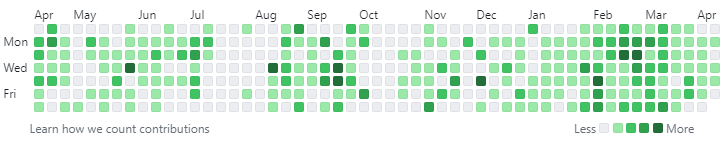 Apr May Jun Jul Aug Sep Oct Nov Dec Jan Feb Mar Apr
Mon
Wed
Fri
Learn how we count contributions Less More